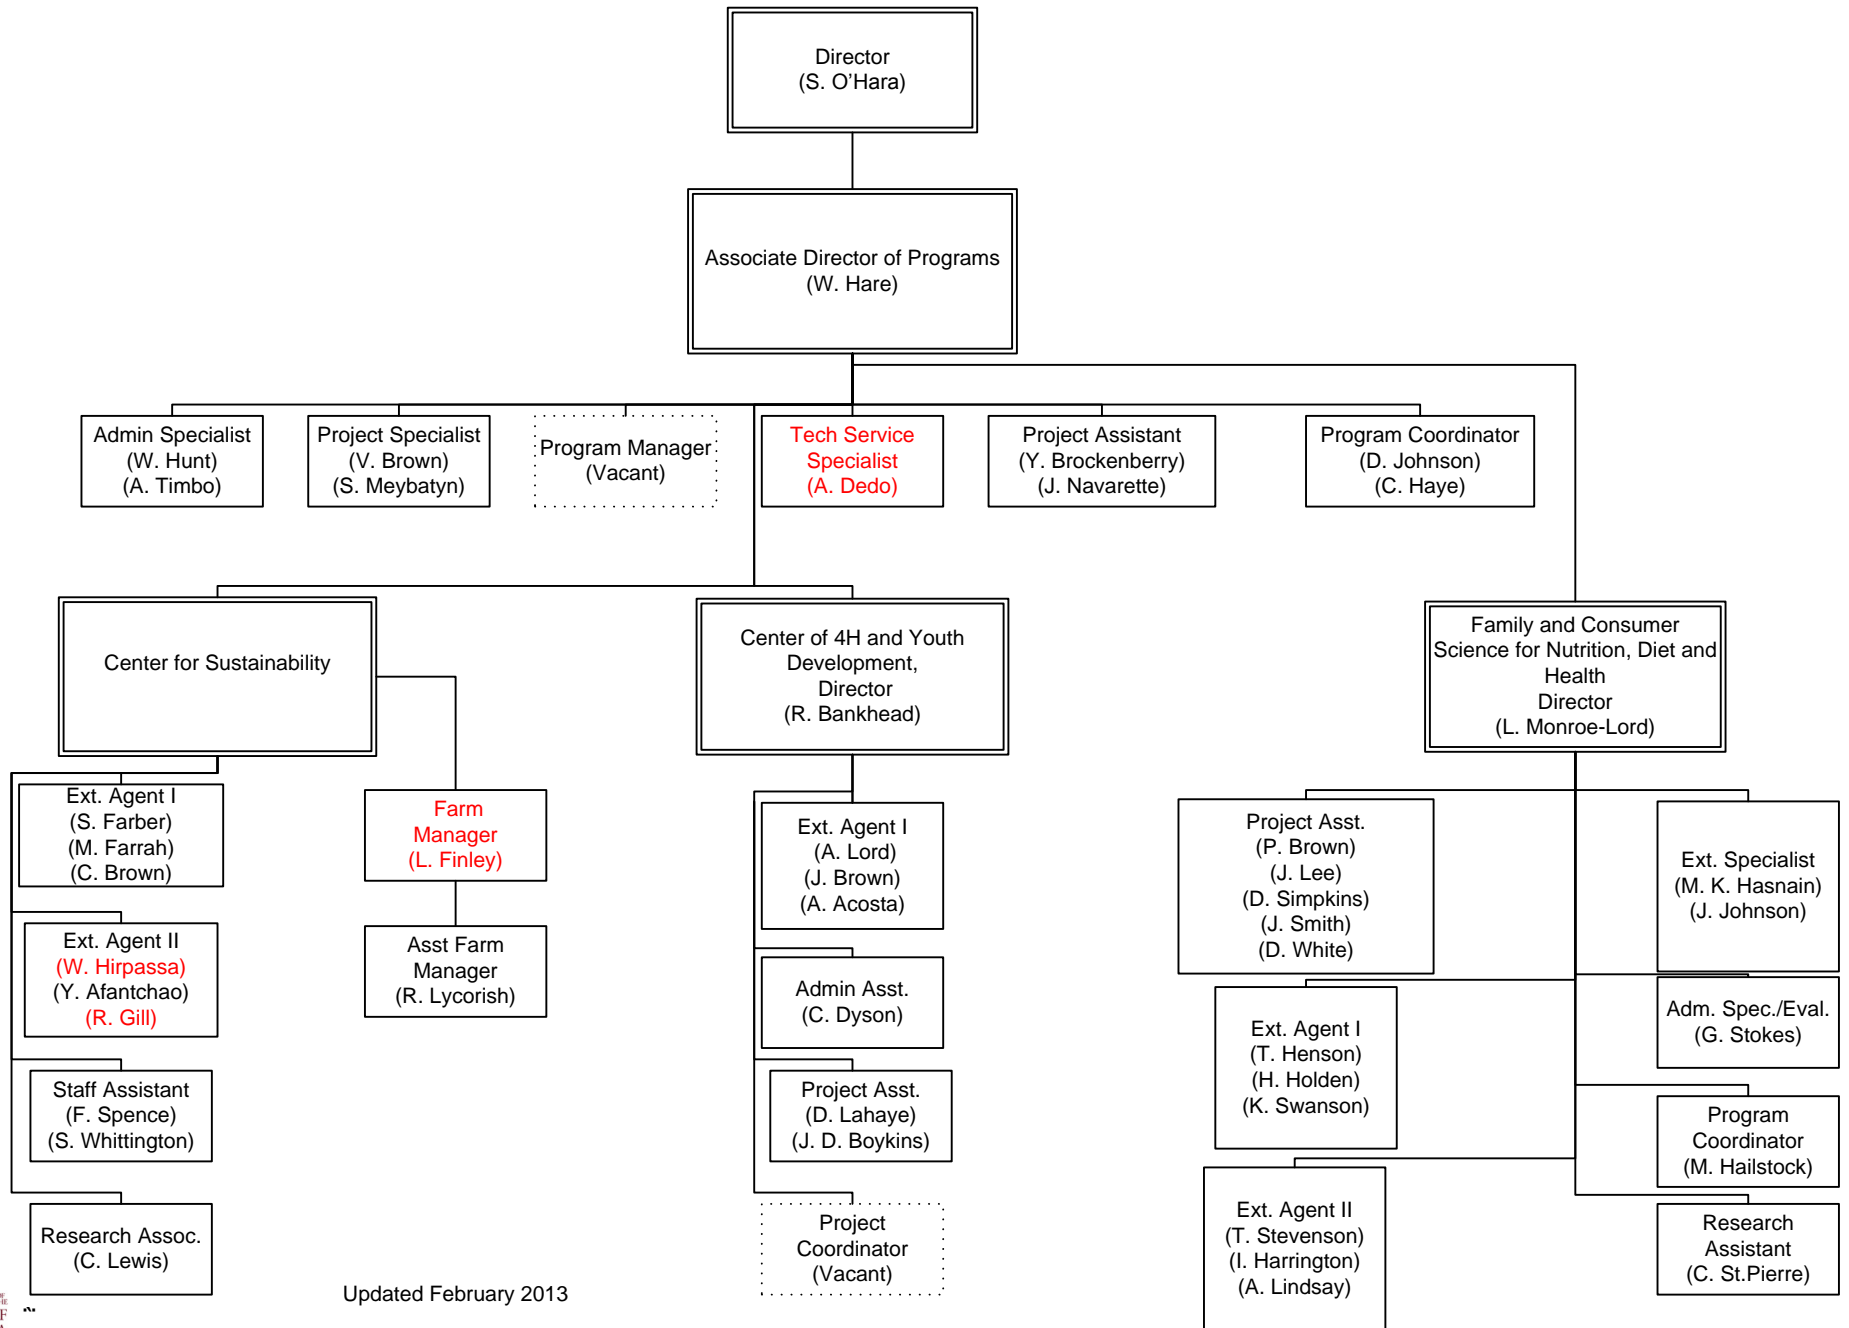 Director
(S. O'Hara)
Associate Director of Programs
(W. Hare)
Admin Specialist
(W. Hunt)
(A. Timbo)
Project Specialist
(V. Brown)
(S. Meybatyn)
Program Manager
(Vacant)
Tech Service
Specialist
(A. Dedo)
Project Assistant
(Y. Brockenberry)
(J. Navarette)
Program Coordinator
(D. Johnson)
(C. Haye)
Center for Sustainability
Center of 4H and Youth
Development,
Director
(R. Bankhead)
Family and Consumer
Science for Nutrition, Diet and
Health
Director
(L. Monroe-Lord)
Ext. Agent I
(S. Farber)
(M. Farrah)
(C. Brown)
Farm
Manager
(L. Finley)
Ext. Agent II
(W. Hirpassa)
(Y. Afantchao)
(R. Gill)
Asst Farm
Manager
(R. Lycorish)
Staff Assistant
(F. Spence)
(S. Whittington)
Research Assoc.
(C. Lewis)
Ext. Agent I
(A. Lord)
(J. Brown)
(A. Acosta)
Admin Asst.
(C. Dyson)
Project Asst.
(D. Lahaye)
(J. D. Boykins)
Project
Coordinator
(Vacant)
Project Asst.
(P. Brown)
(J. Lee)
(D. Simpkins)
(J. Smith)
(D. White)
Ext. Specialist
(M. K. Hasnain)
(J. Johnson)
Ext. Agent I
(T. Henson)
(H. Holden)
(K. Swanson)
Adm. Spec./Eval.
(G. Stokes)
Program
Coordinator
(M. Hailstock)
Ext. Agent II
(T. Stevenson)
(I. Harrington)
(A. Lindsay)
Research
Assistant
(C. St.Pierre)
Updated February 2013